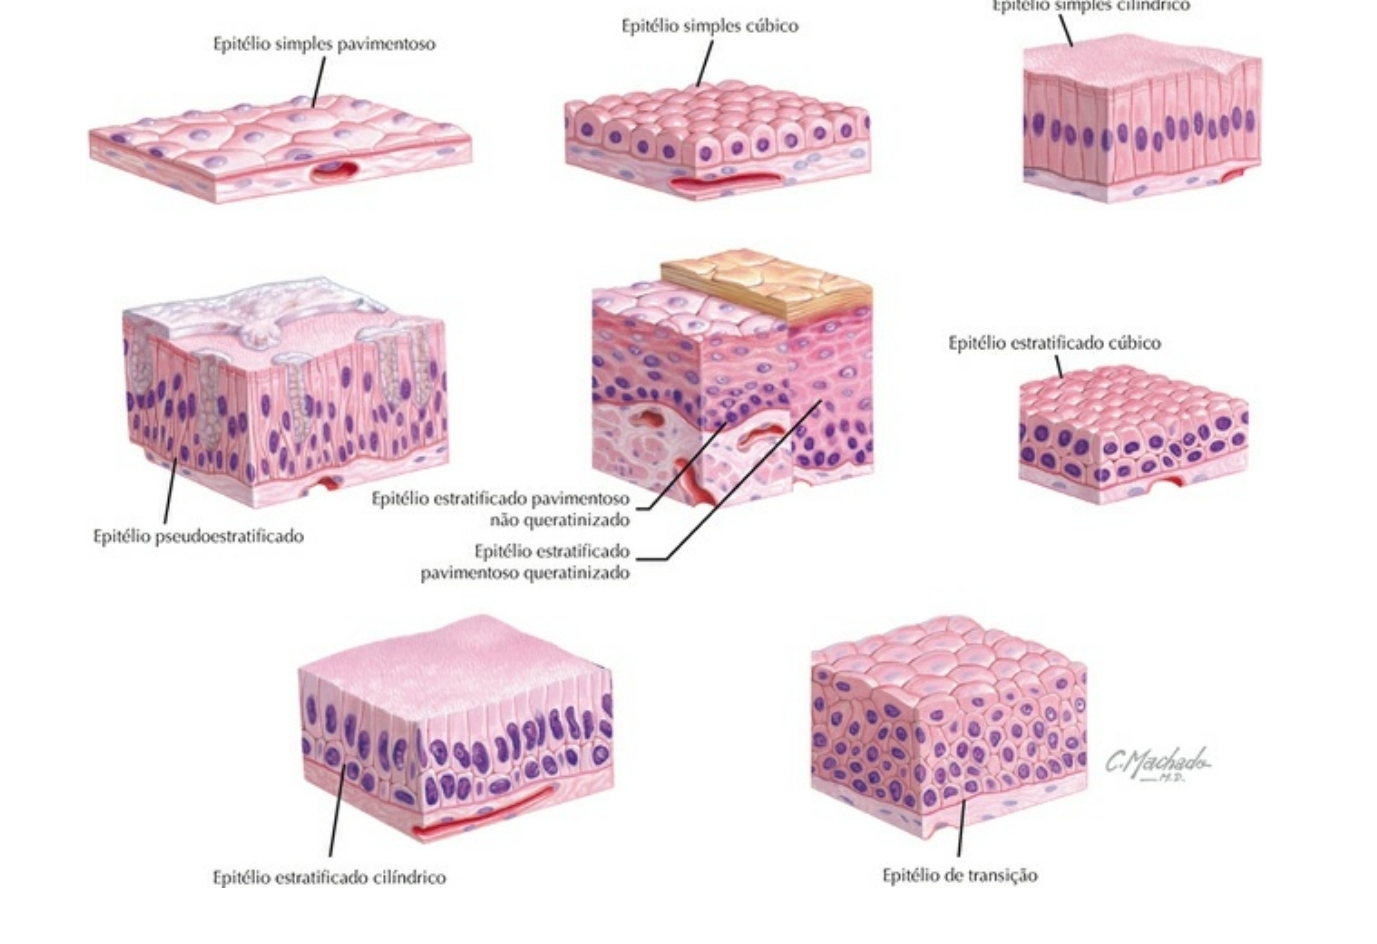 Epitélio simples cilíndrico
Epitélio simples cúbico
Epitélio simples pavimentoso
Epitélio estratificado cúbico
Epitélio estratificado pavimentoso
não queratinizado
Epitélio pseudoestratificado
Epitélio estratificado
pavimentoso queratinizado
C.Machado
M.D.
Epitélio estratificado cilíndrico
Epitélio de transição